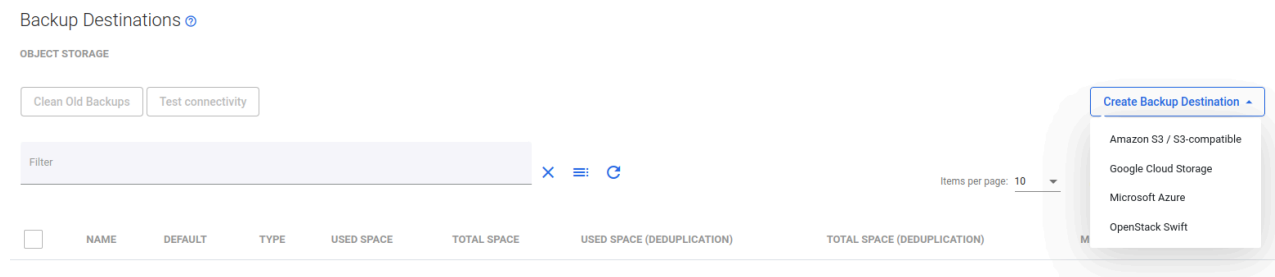 Backup Destinations ?
OBJECT STORAGE
Clean Old Backups Test connectivity Create Backup Destination
Amazon S3 / S3-compatible
Filter
Google Cloud Storage
Items per page: 10
Microsoft Azure
OpenStack Swift
NAME DEFAULT TYPE USED SPACE TOTAL SPACE USED SPACE (DEDUPLICATION) TOTAL SPACE (DEDUPLICATION) M